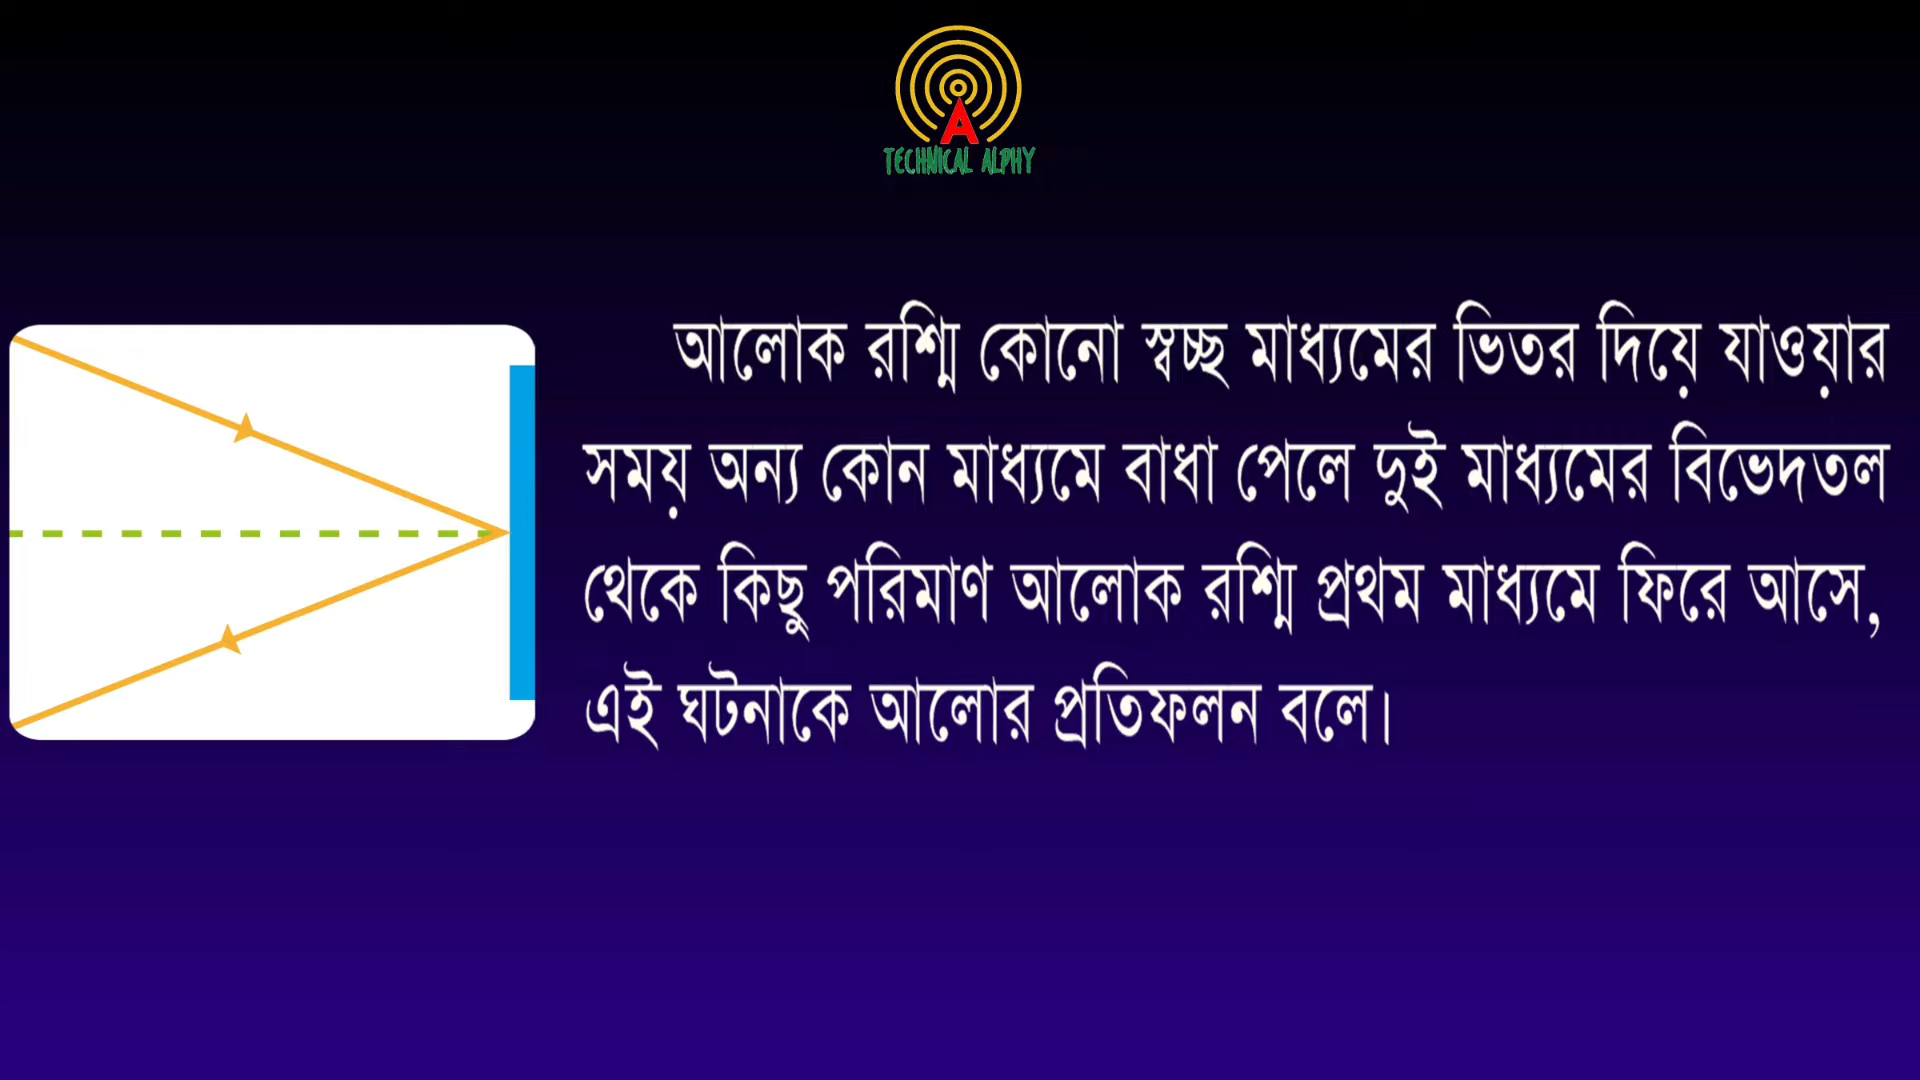 A
TECHNICAL ALPHY
আলোক রশ্মি কোনো স্বচ্ছ মাধ্যমের ভিতর দিয়ে যাওয়ার
সময় অন্য কোন মাধ্যমে বাধা পেলে দুই মাধ্যমের বিভেদতল
থেকে কিছু পরিমাণ আলোক রশ্মি প্রথম মাধ্যমে ফিরে আসে,
এই ঘটনাকে আলোর প্রতিফলন বলে।